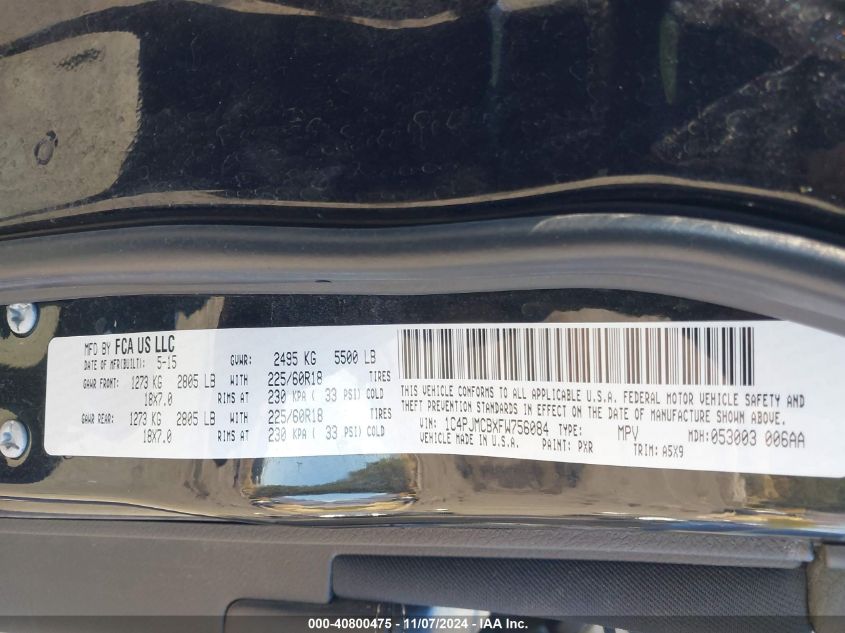 MFD BY FCA US LLC
DATE OF MFR(BUILT): 5-15
GVWR: 2495 KG 5500 LB
GAWR FRONT: 1273 KG 2805 LB WITH 225/60R18 TIRES
18X7.0 RIMS AT 230 KPA ( 33 PSI) COLD
GAWR REAR: 1273 KG 2805 LB WITH 225/60R18 TIRES
18X7.0 RIMS AT 230 KPA ( 33 PSI) COLD
THIS VEHICLE CONFORMS TO ALL APPLICABLE U.S.A. FEDERAL MOTOR VEHICLE SAFETY AND
THEFT PREVENTION STANDARDS IN EFFECT ON THE DATE OF MANUFACTURE SHOWN ABOVE.
VIN: 1C4PJMCBXFW756084 TYPE: MPV MDH: 053003 006AA
VEHICLE MADE IN U.S.A. PAINT: PXR TRIM: A5X9
000-40800475 - 11/07/2024 - IAA Inc.